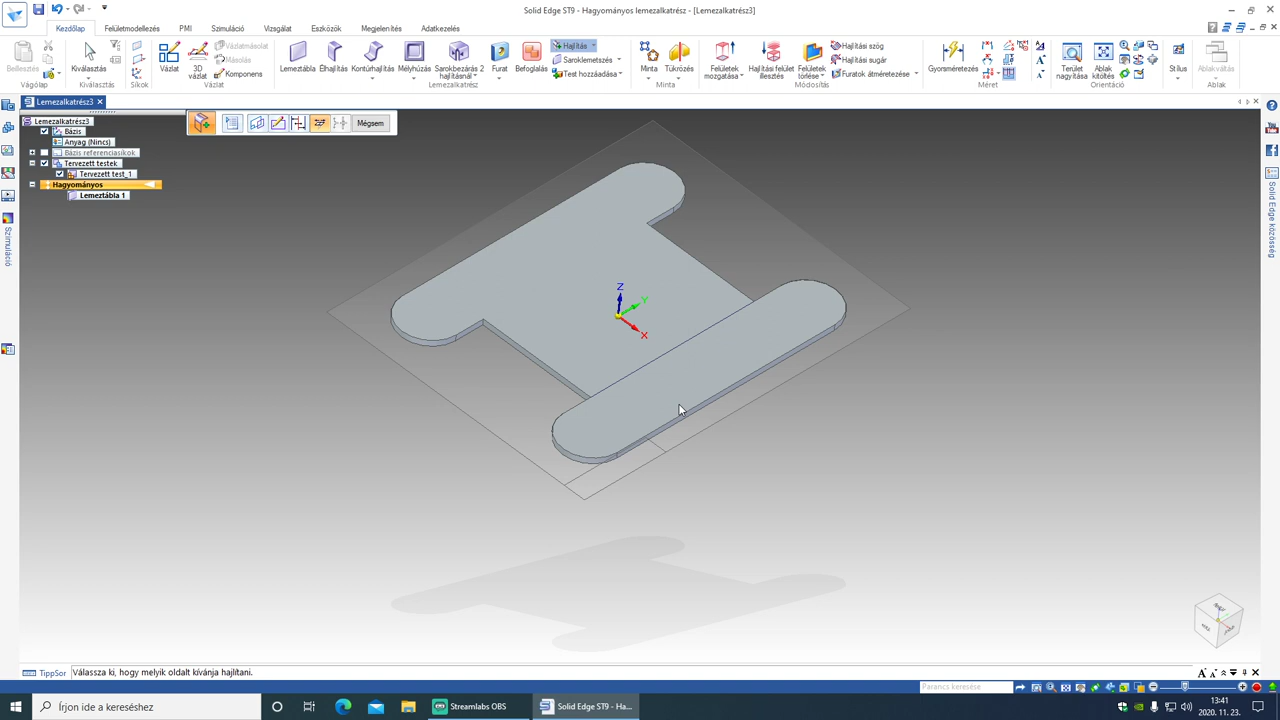 Solid Edge ST9 - Hagyományos lemezalkatrész - [Lemezalkatrész3]
Kezdőlap
Felületmodellezés
PMI
Szimuláció
Vizsgálat
Eszközök
Megjelenítés
Adatkezelés
Beillesztés
Vágólap
Kiválasztás
Kiválasztás
Síkok
Vázlat
3D vázlat
Vázlatmásolat
Másolás
Komponens
Vázlat
Lemeztábla
Élhajlítás
Kontúrhajlítás
Mélyhúzás
Sarokbezárás 2 hajlításnál
Furat
Befoglalás
Hajlítás
Saroklemetszés
Test hozzáadása
Lemezalkatrész
Minta
Tükrözés
Minta
Felületek mozgatása
Hajlítási felület illesztés
Felületek törlése
Hajlítási szög
Hajlítási sugár
Furatok átméretezése
Módosítás
Gyorsméretezés
Méret
Terület nagyítása
Ablak kitöltés
Orientáció
Stílus
Ablakváltás
Ablak
Lemezalkatrész3
Mégsem
Lemezalkatrész3
Bázis
Anyag (Nincs)
Bázis referenciasíkok
Tervezett testek
Tervezett test_1
Hagyományos
Lemeztábla 1
Szimuláció
Solid Edge közösség
Z
Y
X
TippSor
Válassza ki, hogy melyik oldalt kívánja hajlítani.
Parancs keresése
Írjon ide a kereséshez
Streamlabs OBS
Solid Edge ST9 - Ha...
13:41
2020. 11. 23.